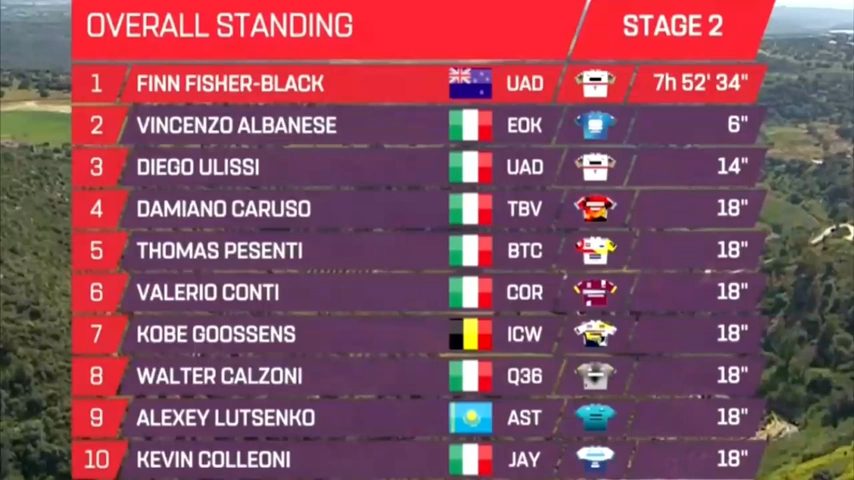 OVERALL STANDING STAGE 2
1 FINN FISHER-BLACK UAD 7h 52' 34"
2 VINCENZO ALBANESE EOK 6"
3 DIEGO ULISSI UAD 14"
4 DAMIANO CARUSO TBV 18"
5 THOMAS PESENTI BTC 18"
6 VALERIO CONTI COR 18"
7 KOBE GOOSSENS ICW 18"
8 WALTER CALZONI Q36 18"
9 ALEXEY LUTSENKO AST 18"
10 KEVIN COLLEONI JAY 18"